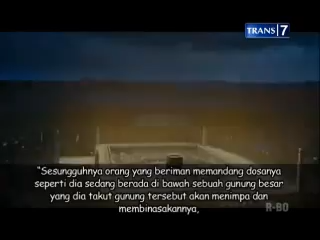 TRANS 7
“Sesungguhnya orang yang beriman memandang dosanya
seperti dia sedang berada di bawah sebuah gunung besar
yang dia takut gunung tersebut akan menimpa dan
membinasakannya,
R-BO